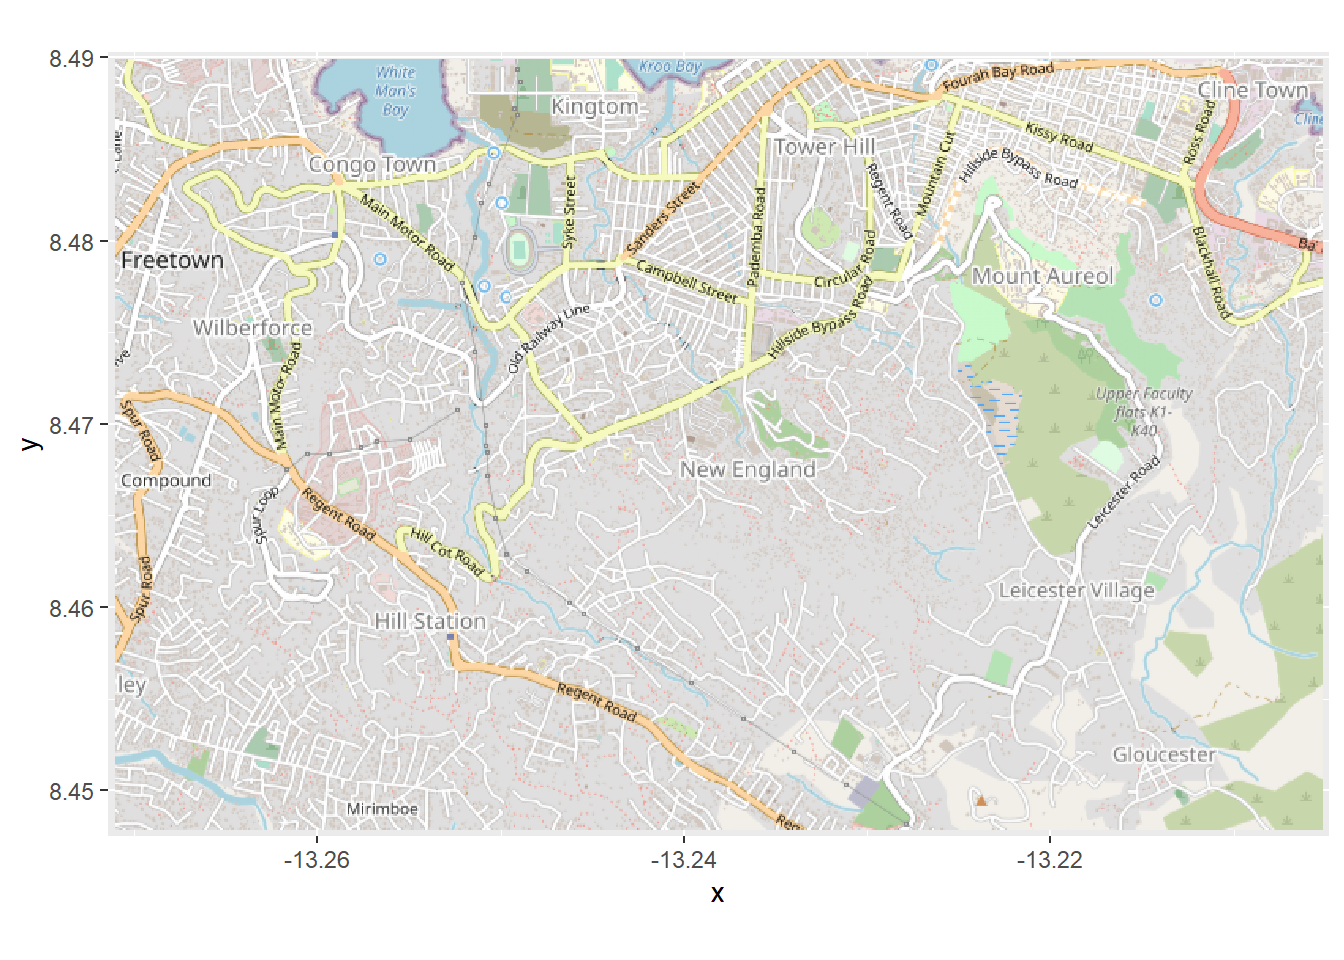 8.49
8.48
8.47
8.46
8.45
y
White
Man's
Bay
Kroo Bay
Kingtom
Fourah Bay Road
Cline Town
Cline
Lane
Congo Town
Tower Hill
Kissy Road
Ross Road
Mountain Cut
Hillside Bypass Road
Regent Road
Main Motor Road
Syke Street
Sanders Street
Pademba Road
Freetown
Campbell Street
Circular Road
Mount Aureol
Blackhall Road
Ba
Wilberforce
Old Railway Line
Hillside Bypass Road
rve
Main Motor Road
Upper Faculty
flats K1-
K40
Spur Road
Compound
New England
Spur Loop
Regent Road
Leicester Road
Hill Cot Road
Spur Road
Leicester Village
Hill Station
ley
Regent Road
Gloucester
Mirimboe
Reg
-13.26
-13.24
-13.22
x